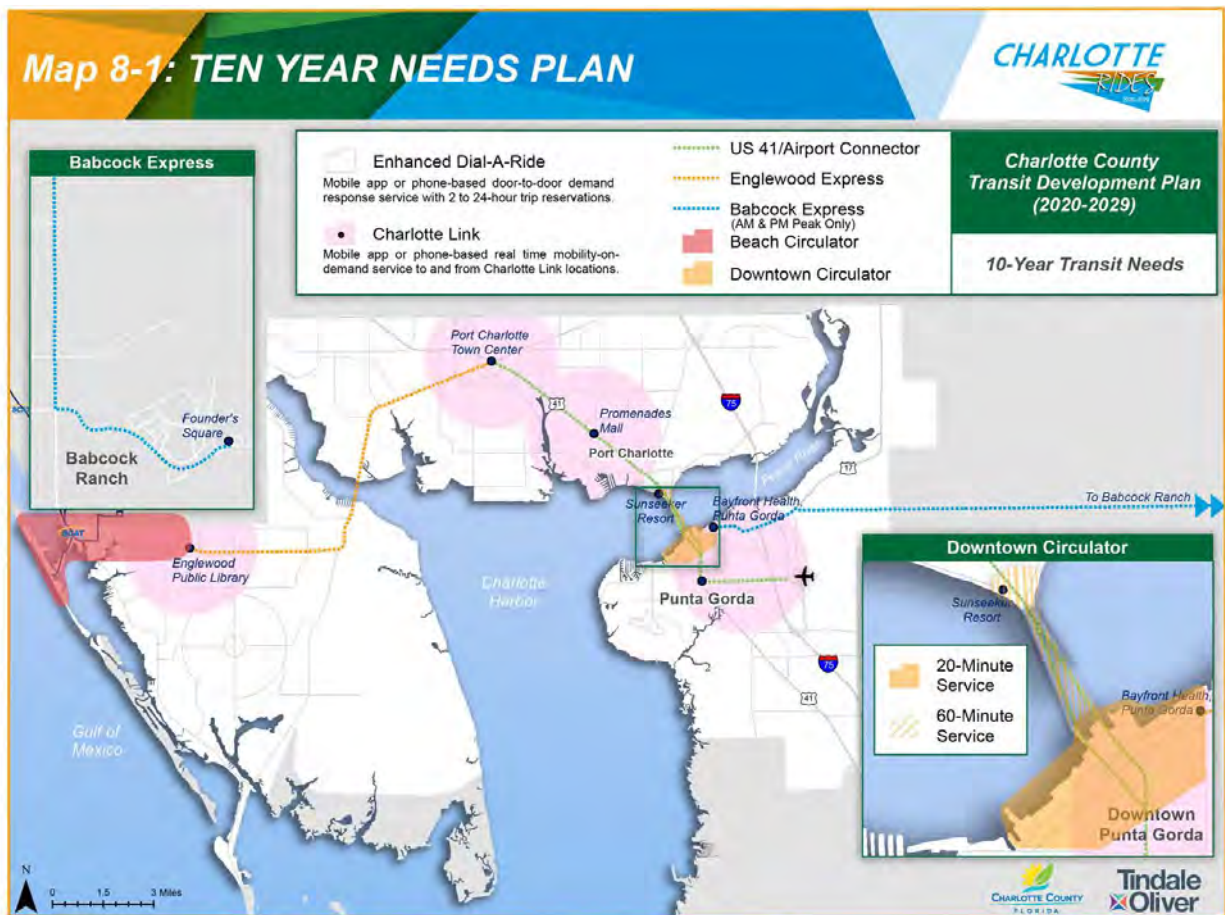 Map 8-1: TEN YEAR NEEDS PLAN
CHARLOTTE
RIDES
Babcock Express
Founder's
Square
Babcock
Ranch
Enhanced Dial-A-Ride
Mobile app or phone-based door-to-door demand
response service with 2 to 24-hour trip reservations.
Charlotte Link
Mobile app or phone-based real time mobility-on-
demand service to and from Charlotte Link locations.
US 41/Airport Connector
Englewood Express
Babcock Express
(AM & PM Peak Only)
Beach Circulator
Downtown Circulator
Charlotte County
Transit Development Plan
(2020-2029)
10-Year Transit Needs
Port Charlotte
Town Center
41
75
Promenades
Mall
Port Charlotte
Peace River
17
Sunseeker
Resort
Bayfront Health,
Punta Gorda
To Babcock Ranch
Englewood
Public Library
Charlotte
Harbor
Punta Gorda
75
41
Gulf of
Mexico
Downtown Circulator
Sunseeker
Resort
20-Minute
Service
60-Minute
Service
Bayfront Health,
Punta Gorda
Downtown
Punta Gorda
N
0 1.5 3 Miles
CHARLOTTE COUNTY
FLORIDA
Tindale
Oliver